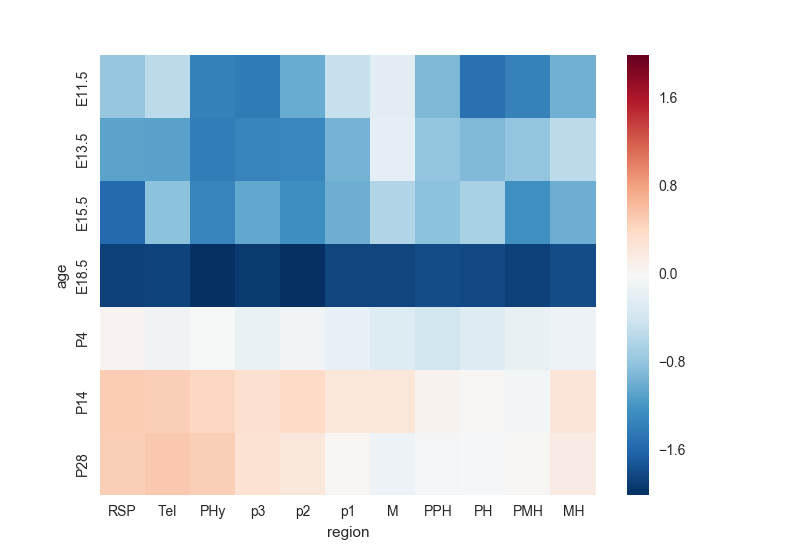 E11.5
E13.5
E15.5
E18.5
P4
P14
P28
age
RSP Tel PHy p3 p2 p1 M PPH PH PMH MH
region
1.6
0.8
0.0
−0.8
−1.6